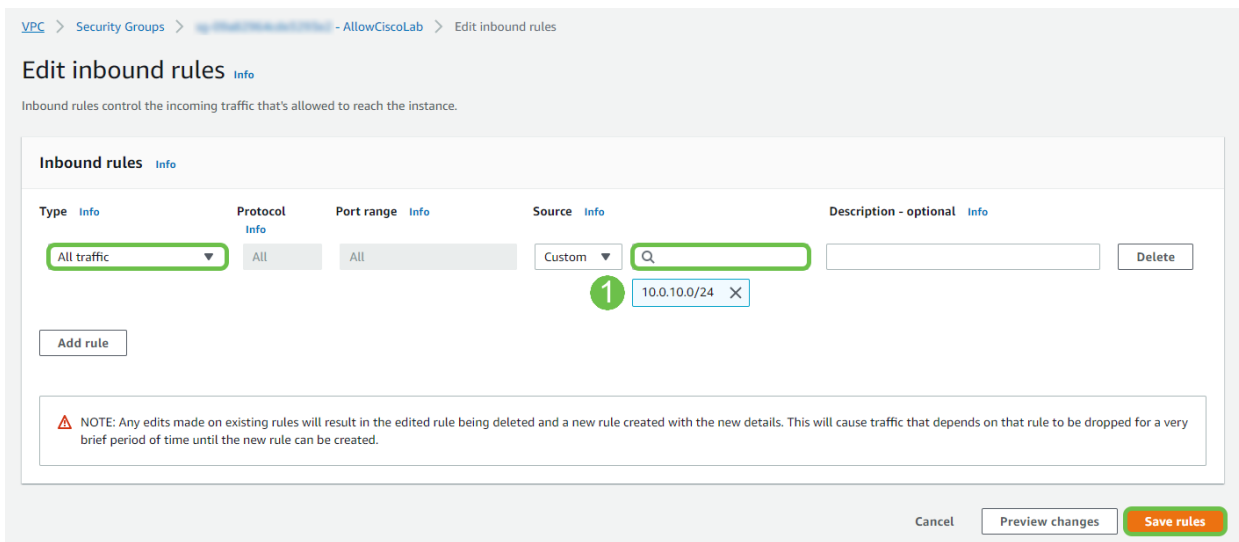 VPC > Security Groups > - AllowCiscoLab > Edit inbound rules
Edit inbound rules Info
Inbound rules control the incoming traffic that's allowed to reach the instance.
Inbound rules Info
Type Info Protocol Info Port range Info Source Info Description - optional Info
All traffic All All Custom Delete
1 10.0.10.0/24
Add rule
NOTE: Any edits made on existing rules will result in the edited rule being deleted and a new rule created with the new details. This will cause traffic that depends on that rule to be dropped for a very
brief period of time until the new rule can be created.
Cancel Preview changes Save rules